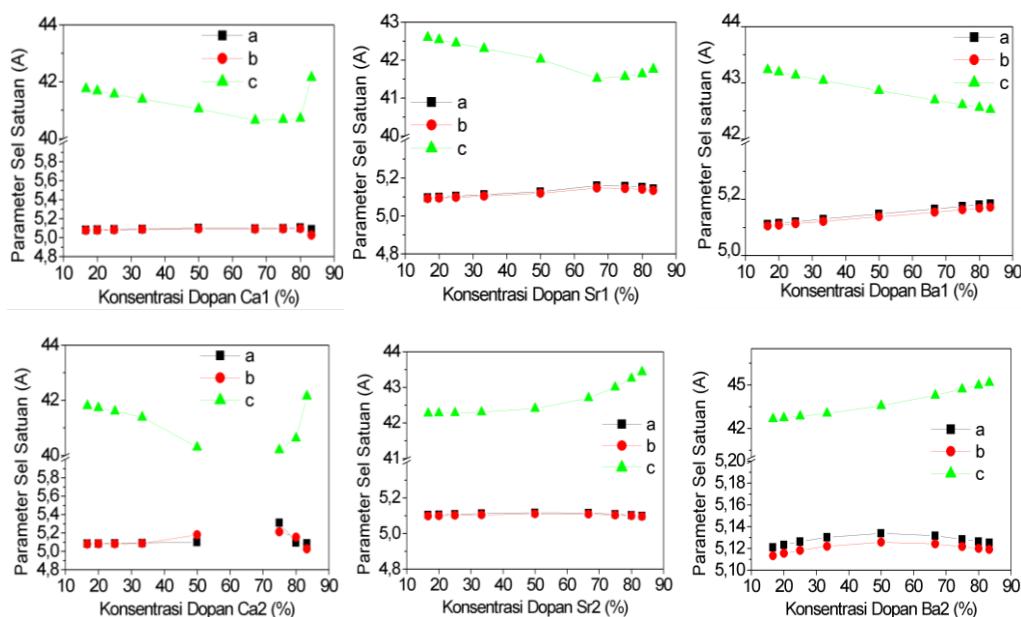 Parameter Sel Satuan (A)
44
42
40
5,8
5,6
5,4
5,2
5,0
4,8
10 20 30 40 50 60 70 80 90
Konsentrasi Dopan Ca1 (%)
a
b
c
Parameter Sel Satuan (A)
43
42
41
40
5,2
5,0
4,8
10 20 30 40 50 60 70 80 90
Konsentrasi Dopan Sr1 (%)
a
b
c
Parameter Sel satuan (A)
44
43
42
5,2
5,0
10 20 30 40 50 60 70 80 90
Konsentrasi Dopan Ba1 (%)
a
b
c
Parameter Sel Satuan (A)
44
42
40
5,8
5,6
5,4
5,2
5,0
4,8
10 20 30 40 50 60 70 80 90
Konsentrasi Dopan Ca2 (%)
a
b
c
Parameter Sel Satuan (A)
44
43
42
41
5,2
5,0
4,8
10 20 30 40 50 60 70 80 90
Konsentrasi Dopan Sr2 (%)
a
b
c
Parameter Sel Satuan (A)
45
42
5,20
5,18
5,16
5,14
5,12
5,10
10 20 30 40 50 60 70 80 90
Konsentrasi Dopan Ba2 (%)
a
b
c